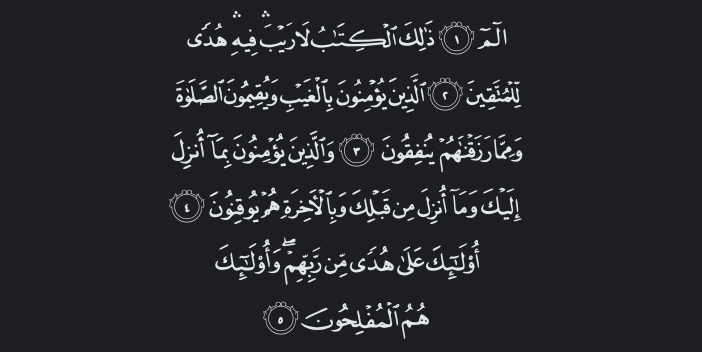 الٓمٓ ١ ذَٰلِكَ ٱلۡكِتَٰبُ لَا رَيۡبَۛ فِيهِۛ هُدٗى
لِّلۡمُتَّقِينَ ٢ ٱلَّذِينَ يُؤۡمِنُونَ بِٱلۡغَيۡبِ وَيُقِيمُونَ ٱلصَّلَوٰةَ
وَمِمَّا رَزَقۡنَٰهُمۡ يُنفِقُونَ ٣ وَٱلَّذِينَ يُؤۡمِنُونَ بِمَآ أُنزِلَ
إِلَيۡكَ وَمَآ أُنزِلَ مِن قَبۡلِكَ وَبِٱلۡأٓخِرَةِ هُمۡ يُوقِنُونَ ٤
أُوْلَٰٓئِكَ عَلَىٰ هُدٗى مِّن رَّبِّهِمۡۖ وَأُوْلَٰٓئِكَ
هُمُ ٱلۡمُفۡلِحُونَ ٥